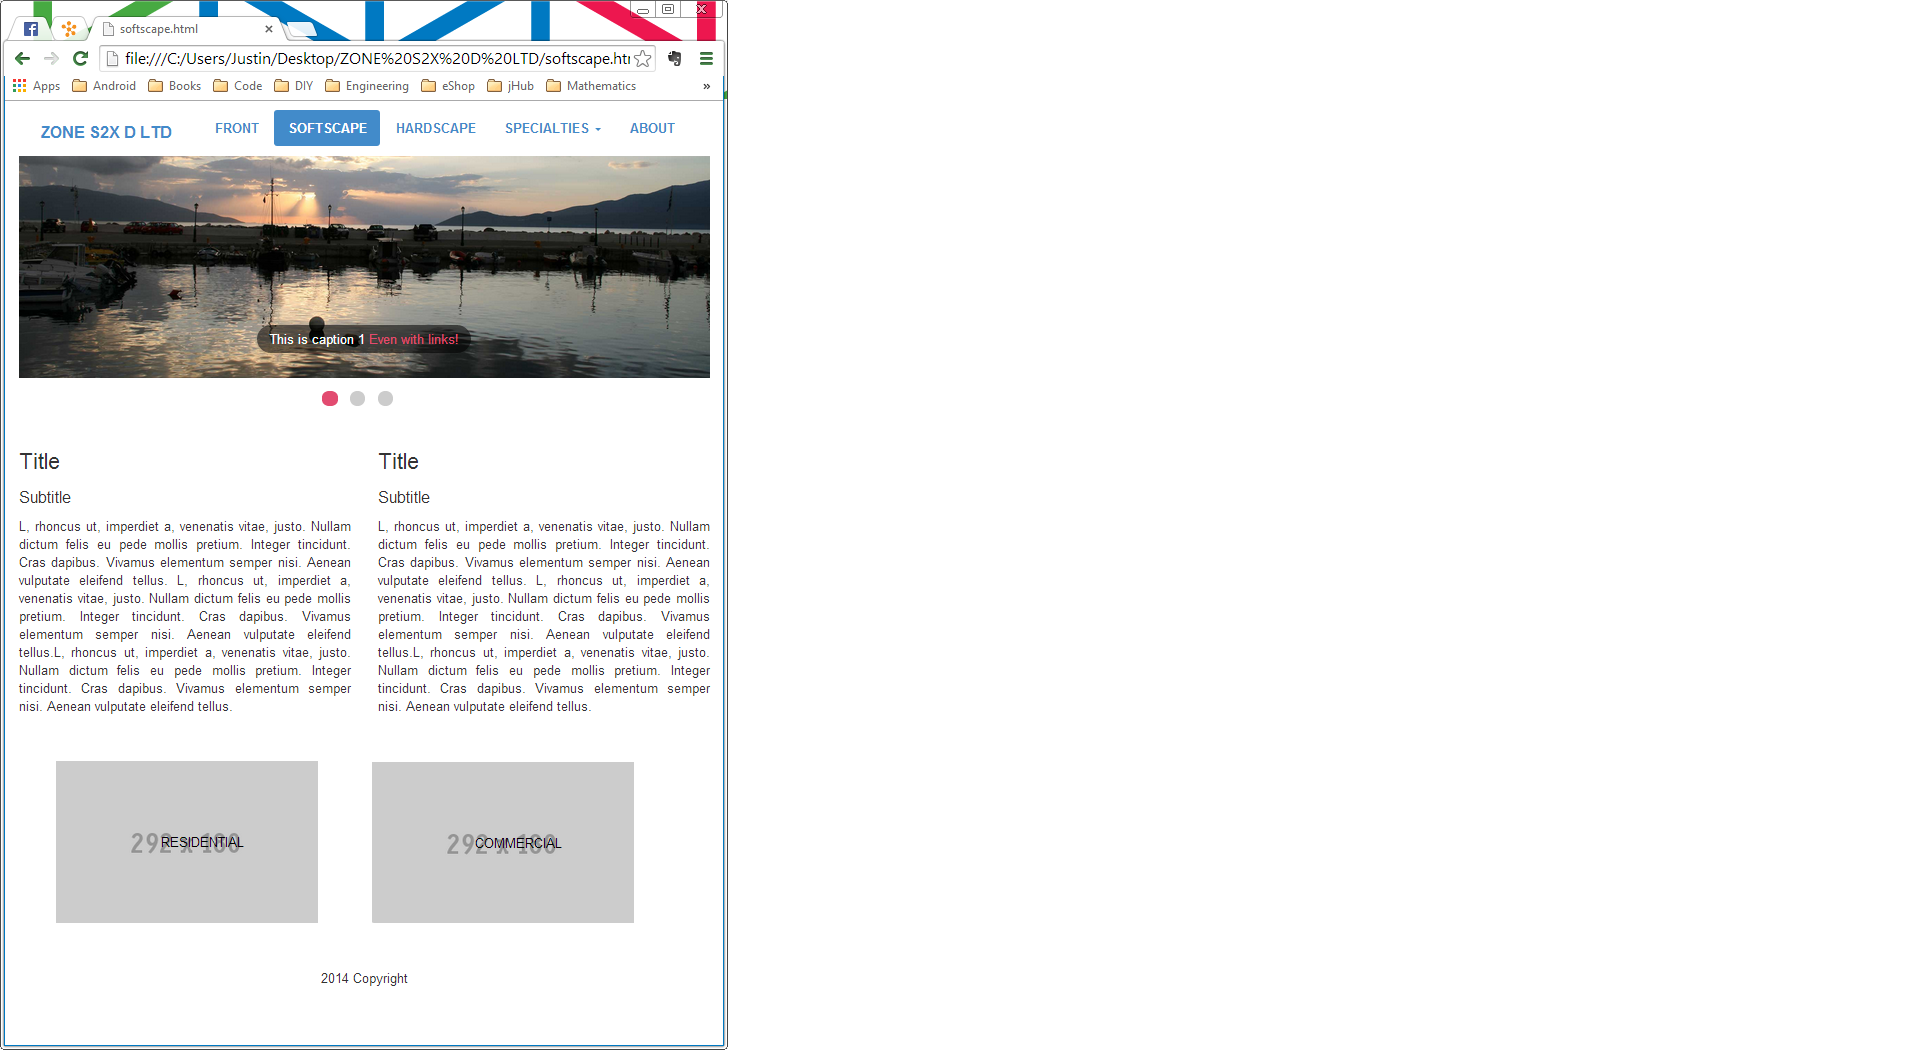 softscape.html
file:///C:/Users/Justin/Desktop/ZONE%20S2X%20D%20LTD/softscape.htm
Apps Android Books Code DIY Engineering eShop jHub Mathematics »
ZONE S2X D LTD FRONT SOFTSCAPE HARDSCAPE SPECIALTIES ABOUT
This is caption 1 Even with links!
Title
Subtitle
L, rhoncus ut, imperdiet a, venenatis vitae, justo. Nullam
dictum felis eu pede mollis pretium. Integer tincidunt.
Cras dapibus. Vivamus elementum semper nisi. Aenean
vulputate eleifend tellus. L, rhoncus ut, imperdiet a,
venenatis vitae, justo. Nullam dictum felis eu pede mollis
pretium. Integer tincidunt. Cras dapibus. Vivamus
elementum semper nisi. Aenean vulputate eleifend
tellus.L, rhoncus ut, imperdiet a, venenatis vitae, justo.
Nullam dictum felis eu pede mollis pretium. Integer
tincidunt. Cras dapibus. Vivamus elementum semper
nisi. Aenean vulputate eleifend tellus.
Title
Subtitle
L, rhoncus ut, imperdiet a, venenatis vitae, justo. Nullam
dictum felis eu pede mollis pretium. Integer tincidunt.
Cras dapibus. Vivamus elementum semper nisi. Aenean
vulputate eleifend tellus. L, rhoncus ut, imperdiet a,
venenatis vitae, justo. Nullam dictum felis eu pede mollis
pretium. Integer tincidunt. Cras dapibus. Vivamus
elementum semper nisi. Aenean vulputate eleifend
tellus.L, rhoncus ut, imperdiet a, venenatis vitae, justo.
Nullam dictum felis eu pede mollis pretium. Integer
tincidunt. Cras dapibus. Vivamus elementum semper
nisi. Aenean vulputate eleifend tellus.
292 x
RESIDENTIAL
292 x
COMMERCIAL
2014 Copyright